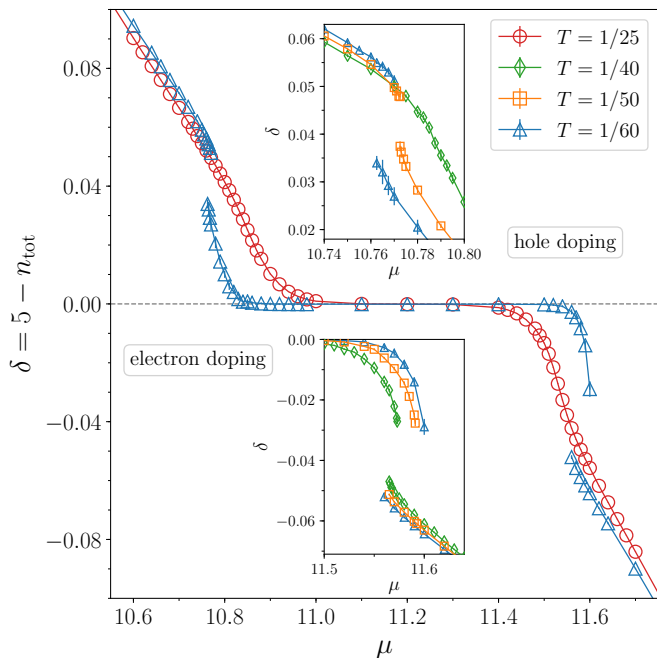 0.08
0.04
0.00
−0.04
−0.08
δ = 5 − n_tot
10.6 10.8 11.0 11.2 11.4 11.6
μ
T = 1/25
T = 1/40
T = 1/50
T = 1/60
hole doping
electron doping
0.06
0.05
0.04
0.03
0.02
δ
10.74 10.76 10.78 10.80
μ
0.00
−0.02
−0.04
−0.06
δ
11.5 11.6
μ